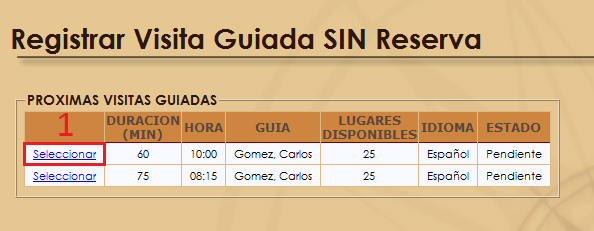 Registrar Visita Guiada SIN Reserva
PROXIMAS VISITAS GUIADAS
1 DURACION (MIN) HORA GUIA LUGARES DISPONIBLES IDIOMA ESTADO
Seleccionar 60 10:00 Gomez, Carlos 25 Español Pendiente
Seleccionar 75 08:15 Gomez, Carlos 25 Español Pendiente